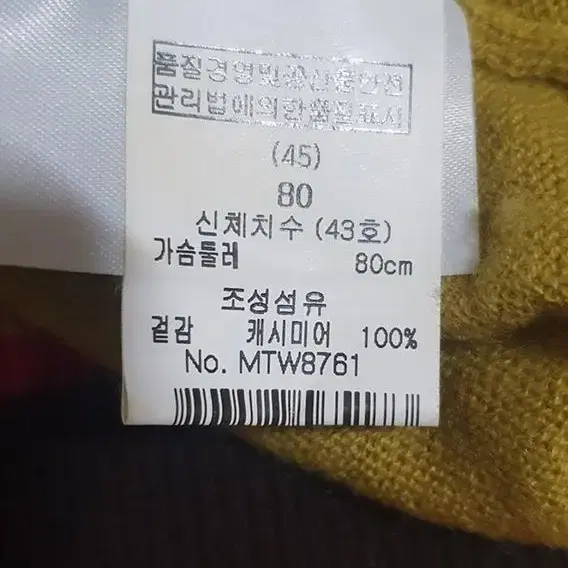 품질경영및공산품안전
관리법에의한품질표시
(45)
80
신체치수 (43호)
가슴둘레 80cm
조성섬유
겉감 캐시미어 100%
No. MTW8761